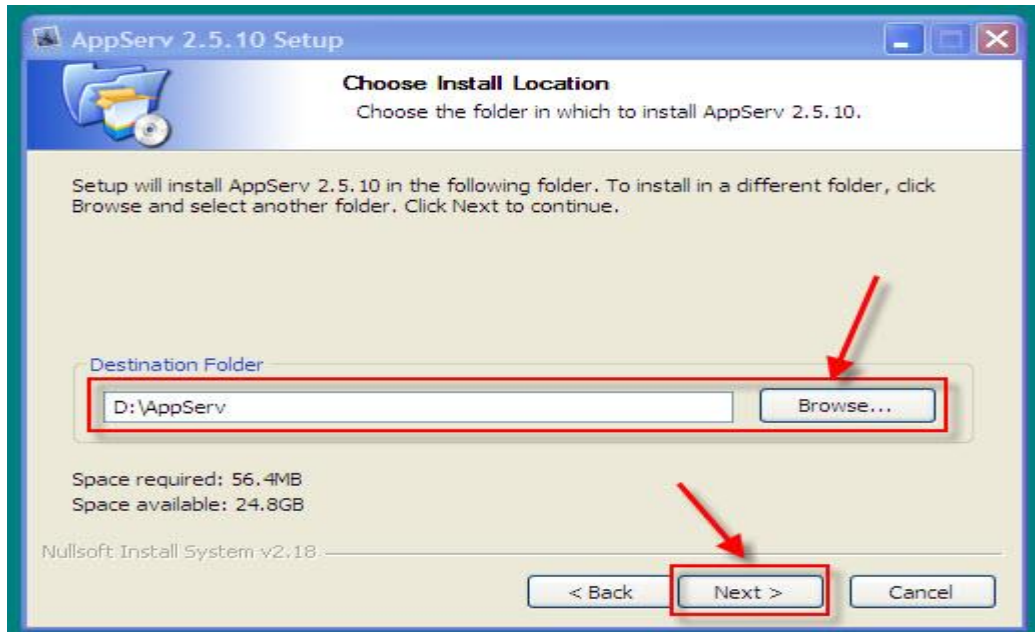 AppServ 2.5.10 Setup
Choose Install Location
Choose the folder in which to install AppServ 2.5.10.
Setup will install AppServ 2.5.10 in the following folder. To install in a different folder, click
Browse and select another folder. Click Next to continue.
Destination Folder
D:\AppServ
Browse...
Space required: 56.4MB
Space available: 24.8GB
Nullsoft Install System v2.18
< Back
Next >
Cancel